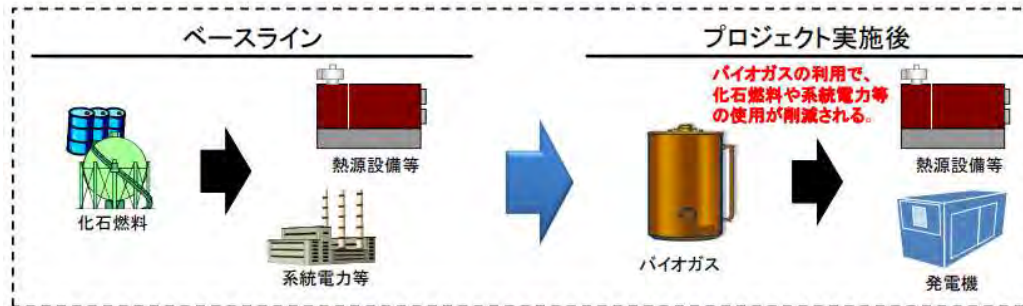 ベースライン
プロジェクト実施後
化石燃料
熱源設備等
系統電力等
バイオガス
バイオガスの利用で、
化石燃料や系統電力等
の使用が削減される。
熱源設備等
発電機